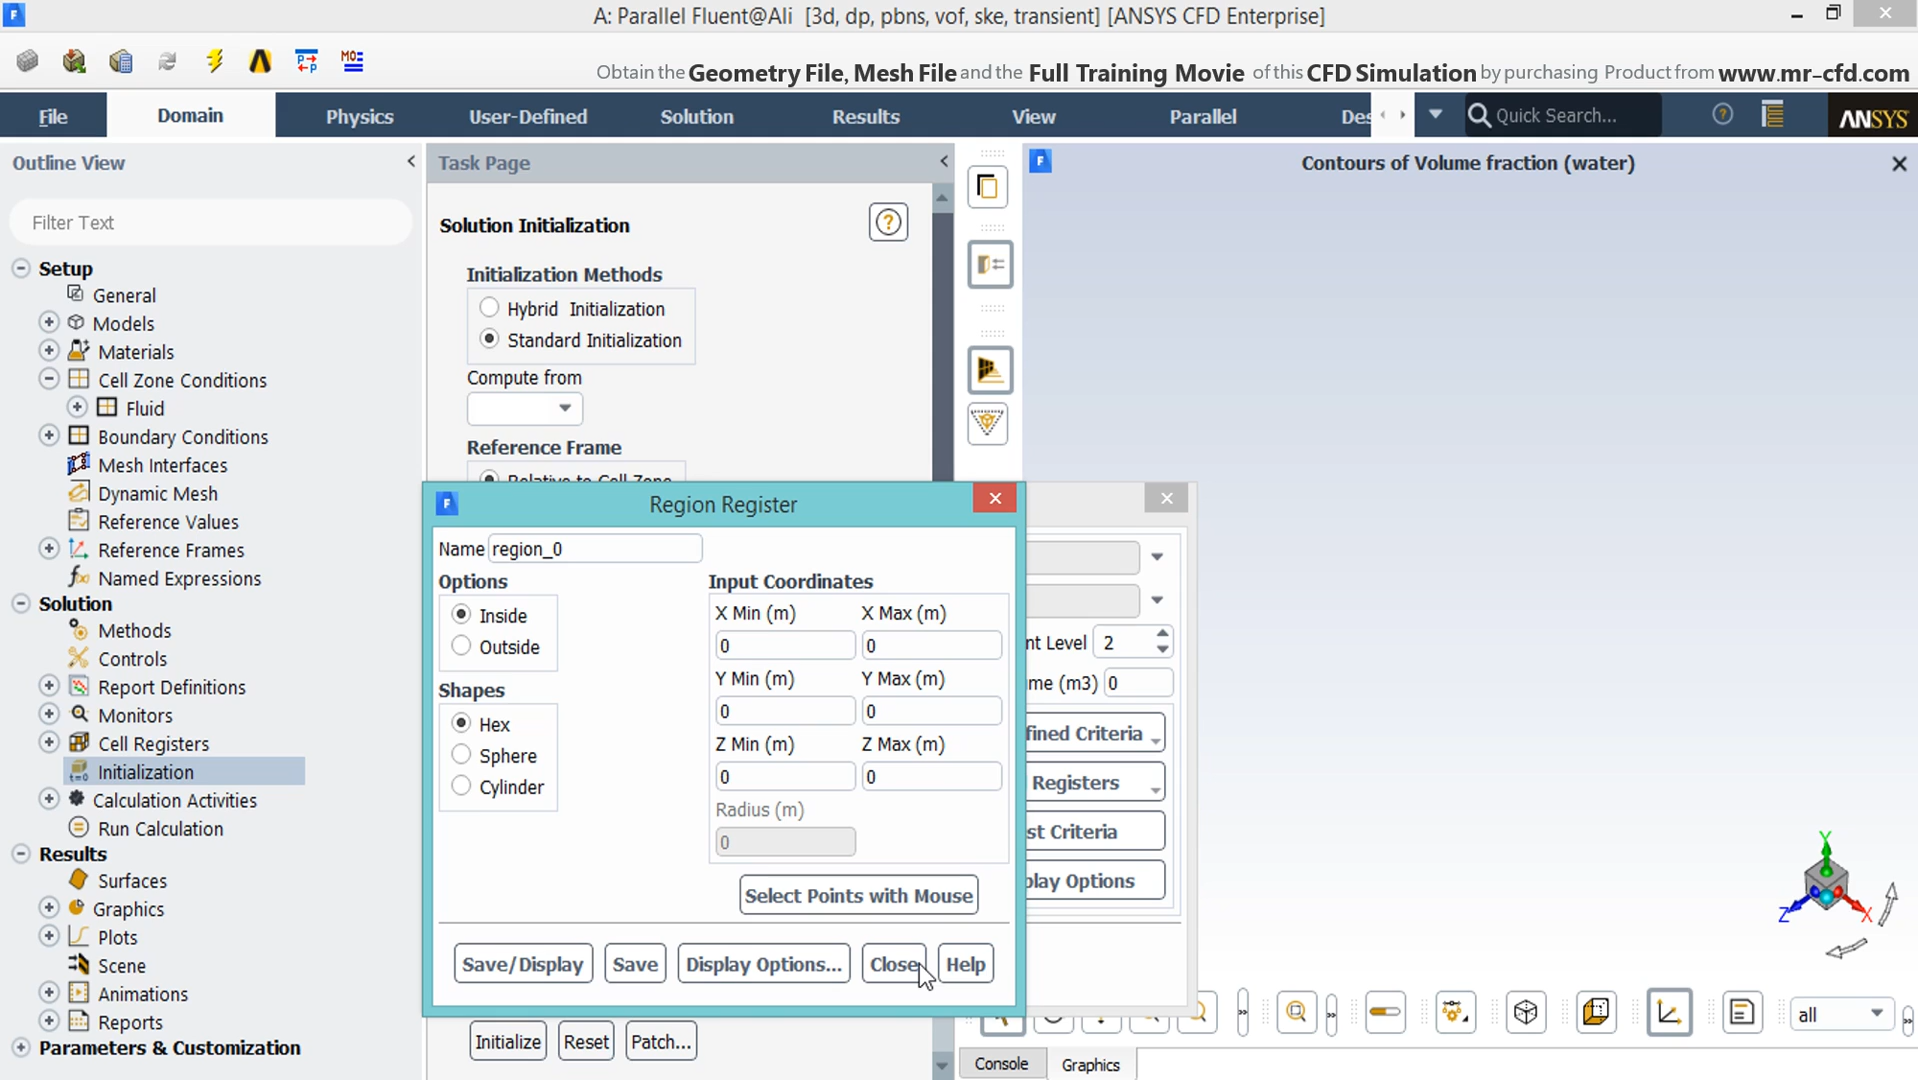 A: Parallel Fluent@Ali [3d, dp, pbns, vof, ske, transient] [ANSYS CFD Enterprise]
Obtain the Geometry File, Mesh File and the Full Training Movie of this CFD Simulation by purchasing Product from www.mr-cfd.com
File Domain Physics User-Defined Solution Results View Parallel Des Quick Search... ANSYS
Outline View
Filter Text
Setup
General
Models
Materials
Cell Zone Conditions
Fluid
Boundary Conditions
Mesh Interfaces
Dynamic Mesh
Reference Values
Reference Frames
Named Expressions
Solution
Methods
Controls
Report Definitions
Monitors
Cell Registers
Initialization
Calculation Activities
Run Calculation
Results
Surfaces
Graphics
Plots
Scene
Animations
Reports
Parameters & Customization
Task Page
Solution Initialization
Initialization Methods
Hybrid Initialization
Standard Initialization
Compute from
Reference Frame
Relative to Cell Zone
Region Register
Name region_0
Options
Inside
Outside
Shapes
Hex
Sphere
Cylinder
Input Coordinates
X Min (m) X Max (m)
0 0
Y Min (m) Y Max (m)
0 0
Z Min (m) Z Max (m)
0 0
Radius (m)
0
Select Points with Mouse
Save/Display Save Display Options... Close Help
nt Level 2
me (m3) 0
fined Criteria
Registers
st Criteria
play Options
Initialize Reset Patch...
Contours of Volume fraction (water)
Y
Z
X
all
Console Graphics